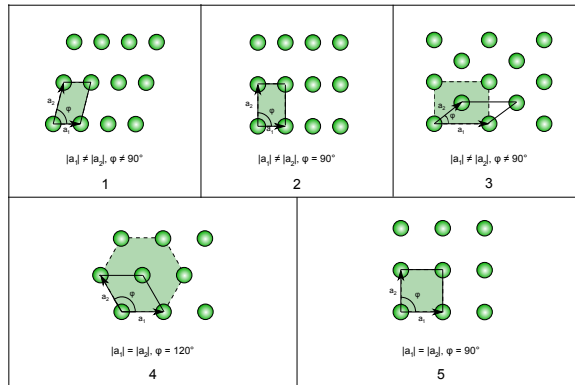 a₂
φ
a₁
|a₁| ≠ |a₂|, φ ≠ 90°
1
a₂
φ
a₁
|a₁| ≠ |a₂|, φ = 90°
2
a₂
φ
a₁
|a₁| ≠ |a₂|, φ ≠ 90°
3
a₂
φ
a₁
|a₁| = |a₂|, φ = 120°
4
a₂
φ
a₁
|a₁| = |a₂|, φ = 90°
5